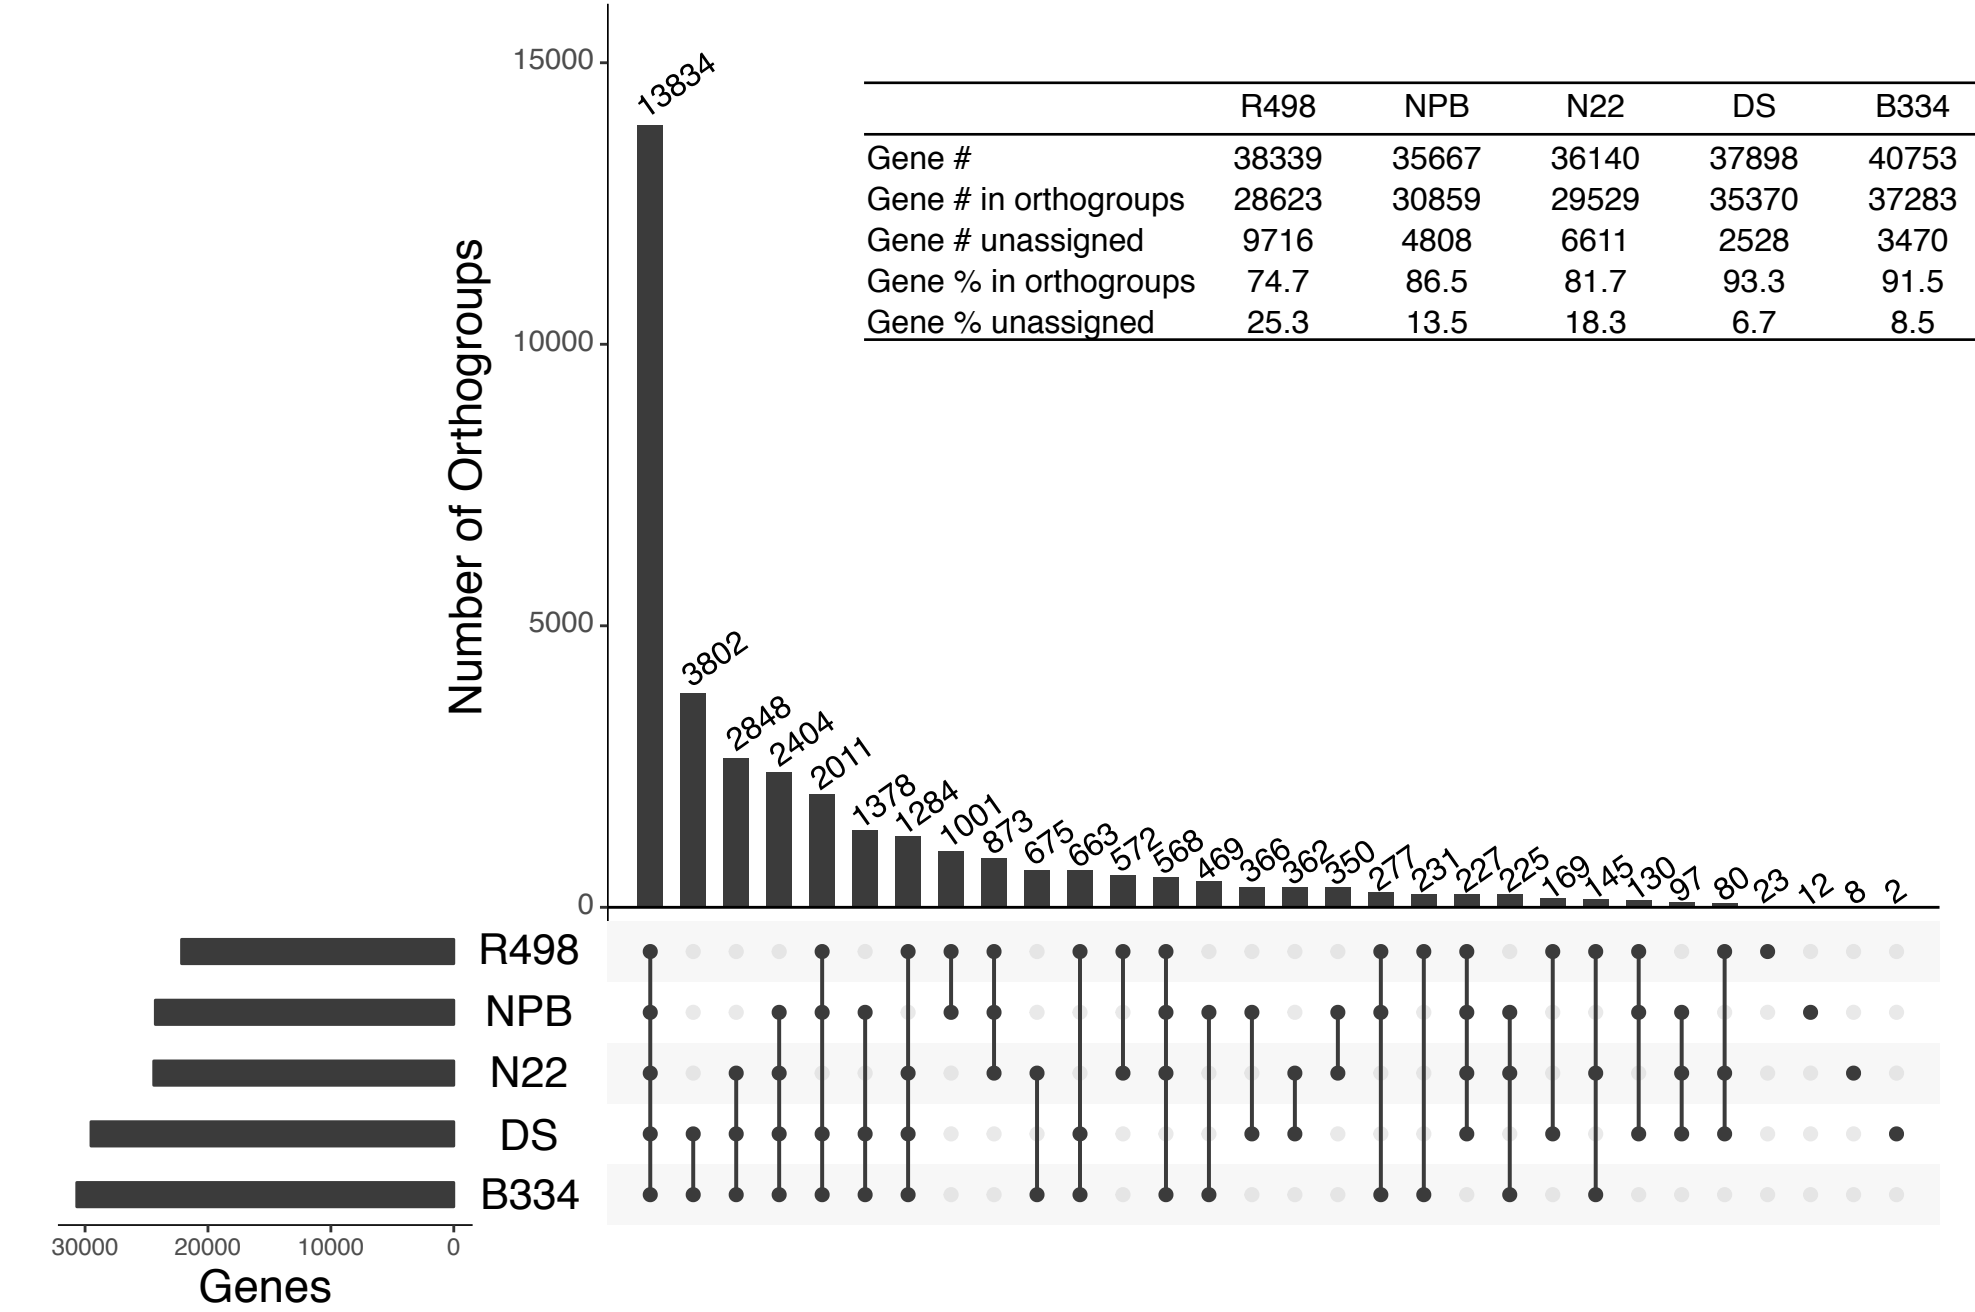 15000
10000
5000
0
Number of Orthogroups
13834
3802
2848
2404
2011
1378
1284
1001
873
675
663
572
568
469
366
362
350
277
231
227
225
169
145
130
97
80
23
12
8
2
R498 NPB N22 DS B334
Gene # 38339 35667 36140 37898 40753
Gene # in orthogroups 28623 30859 29529 35370 37283
Gene # unassigned 9716 4808 6611 2528 3470
Gene % in orthogroups 74.7 86.5 81.7 93.3 91.5
Gene % unassigned 25.3 13.5 18.3 6.7 8.5
R498
NPB
N22
DS
B334
30000 20000 10000 0
Genes